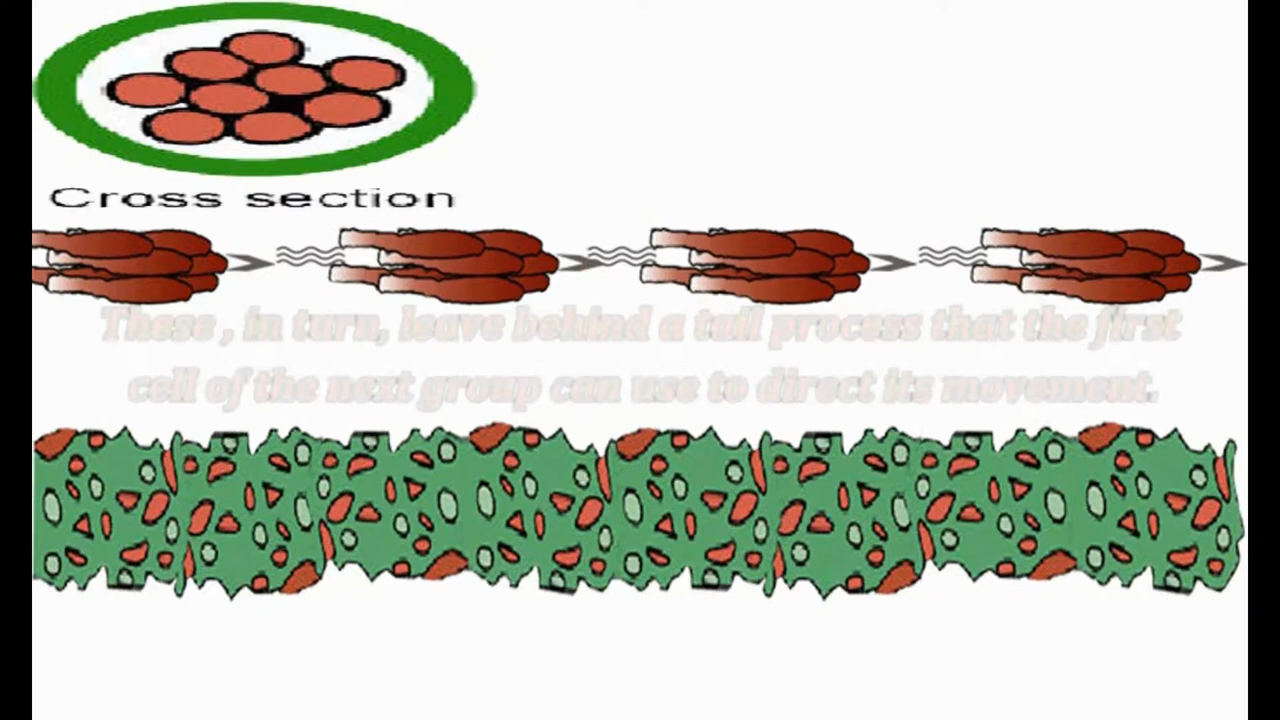 Cross section
These , in turn, leave behind a tail process that the first
cell of the next group can use to direct its movement.